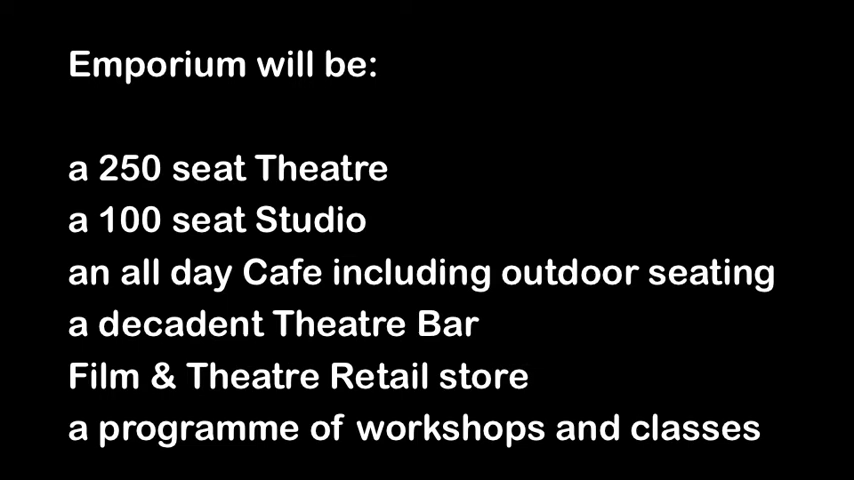 Emporium will be:
a 250 seat Theatre
a 100 seat Studio
an all day Cafe including outdoor seating
a decadent Theatre Bar
Film & Theatre Retail store
a programme of workshops and classes